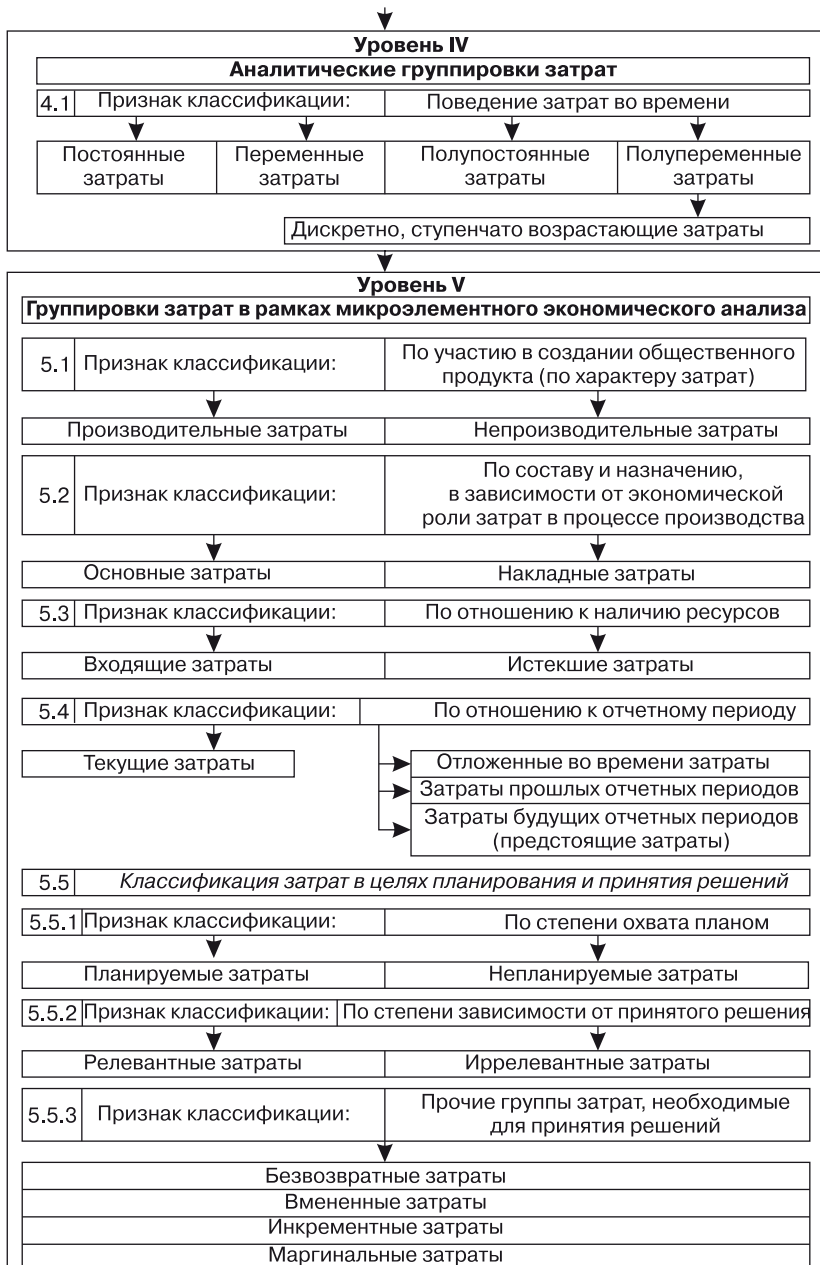 Уровень IV
Аналитические группировки затрат
4.1 Признак классификации: Поведение затрат во времени
Постоянные затраты
Переменные затраты
Полупостоянные затраты
Полупеременные затраты
Дискретно, ступенчато возрастающие затраты
Уровень V
Группировки затрат в рамках микроэлементного экономического анализа
5.1 Признак классификации: По участию в создании общественного
продукта (по характеру затрат)
Производительные затраты Непроизводительные затраты
5.2 Признак классификации: По составу и назначению,
в зависимости от экономической
роли затрат в процессе производства
Основные затраты Накладные затраты
5.3 Признак классификации: По отношению к наличию ресурсов
Входящие затраты Истекшие затраты
5.4 Признак классификации: По отношению к отчетному периоду
Текущие затраты
Отложенные во времени затраты
Затраты прошлых отчетных периодов
Затраты будущих отчетных периодов
(предстоящие затраты)
5.5 Классификация затрат в целях планирования и принятия решений
5.5.1 Признак классификации: По степени охвата планом
Планируемые затраты Непланируемые затраты
5.5.2 Признак классификации: По степени зависимости от принятого решения
Релевантные затраты Иррелевантные затраты
5.5.3 Признак классификации: Прочие группы затрат, необходимые
для принятия решений
Безвозвратные затраты
Вмененные затраты
Инкрементные затраты
Маргинальные затраты